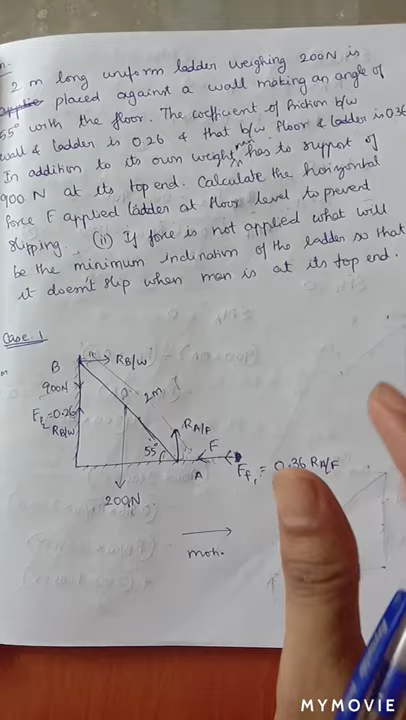 2 m long uniform ladder weighing 200N is
placed against a wall making an angle of
55° with the floor. The coefficient of friction b/w
wall & ladder is 0.26 & that b/w floor & ladder is 0.36
In addition to its own weight has to support of
900 N at its top end. Calculate the horizontal
force F applied ladder at floor level to prevent
slipping. (ii) If force is not applied what will
be the minimum inclination of the ladder so that
it doesn't slip when man is at its top end.
Case. 1
B
RB/W
900N
2m
Ff2 = 0.26
RB/W
RA/F
55°
F
A
Ff1 = 0.36 RA/F
200N
moh.
MYMOVIE